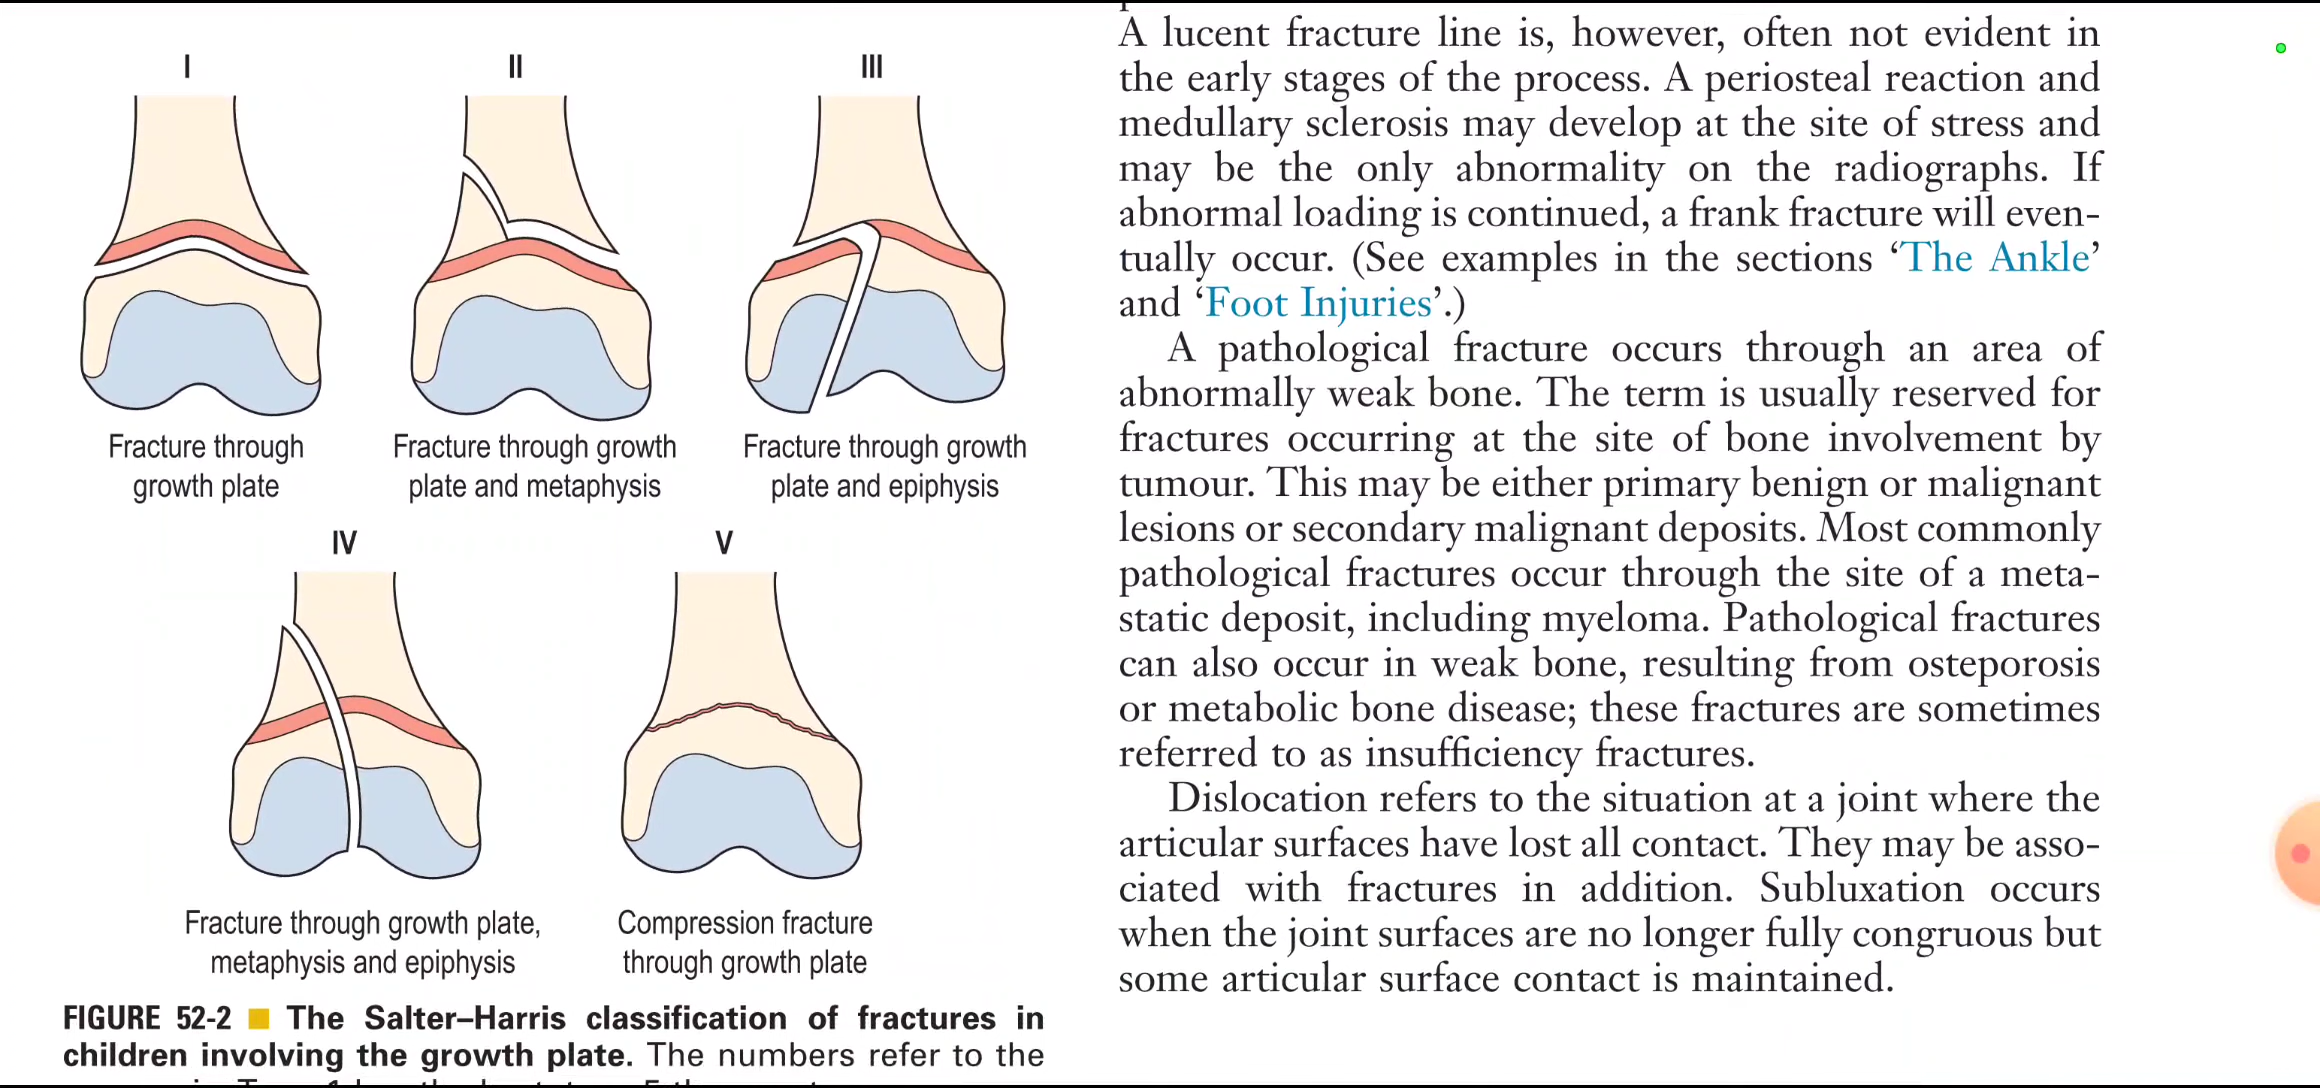 I
II
III
Fracture through
growth plate
Fracture through growth
plate and metaphysis
Fracture through growth
plate and epiphysis
IV
V
Fracture through growth plate,
metaphysis and epiphysis
Compression fracture
through growth plate
FIGURE 52-2 ■ The Salter–Harris classification of fractures in
children involving the growth plate. The numbers refer to the
A lucent fracture line is, however, often not evident in
the early stages of the process. A periosteal reaction and
medullary sclerosis may develop at the site of stress and
may be the only abnormality on the radiographs. If
abnormal loading is continued, a frank fracture will even-
tually occur. (See examples in the sections ‘The Ankle’
and ‘Foot Injuries’.)
A pathological fracture occurs through an area of
abnormally weak bone. The term is usually reserved for
fractures occurring at the site of bone involvement by
tumour. This may be either primary benign or malignant
lesions or secondary malignant deposits. Most commonly
pathological fractures occur through the site of a meta-
static deposit, including myeloma. Pathological fractures
can also occur in weak bone, resulting from osteporosis
or metabolic bone disease; these fractures are sometimes
referred to as insufficiency fractures.
Dislocation refers to the situation at a joint where the
articular surfaces have lost all contact. They may be asso-
ciated with fractures in addition. Subluxation occurs
when the joint surfaces are no longer fully congruous but
some articular surface contact is maintained.